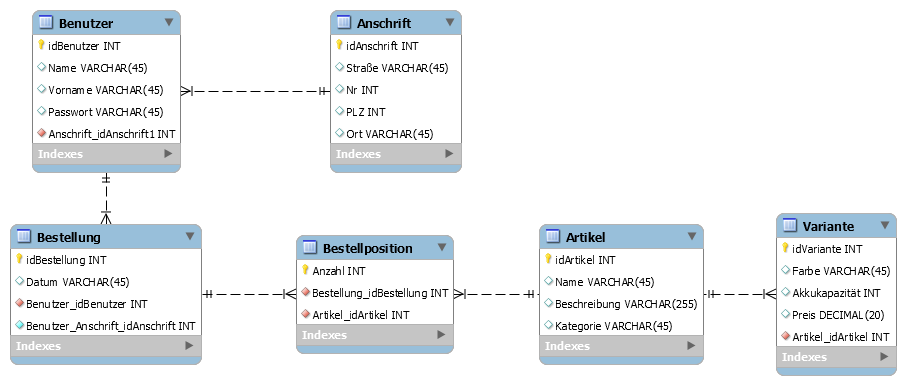 Benutzer
idBenutzer INT
Name VARCHAR(45)
Vorname VARCHAR(45)
Passwort VARCHAR(45)
Anschrift_idAnschrift1 INT
Indexes
Anschrift
idAnschrift INT
Straße VARCHAR(45)
Nr INT
PLZ INT
Ort VARCHAR(45)
Indexes
Bestellung
idBestellung INT
Datum VARCHAR(45)
Benutzer_idBenutzer INT
Benutzer_Anschrift_idAnschrift INT
Indexes
Bestellposition
Anzahl INT
Bestellung_idBestellung INT
Artikel_idArtikel INT
Indexes
Artikel
idArtikel INT
Name VARCHAR(45)
Beschreibung VARCHAR(255)
Kategorie VARCHAR(45)
Indexes
Variante
idVariante INT
Farbe VARCHAR(45)
Akkukapazität INT
Preis DECIMAL(20)
Artikel_idArtikel INT
Indexes